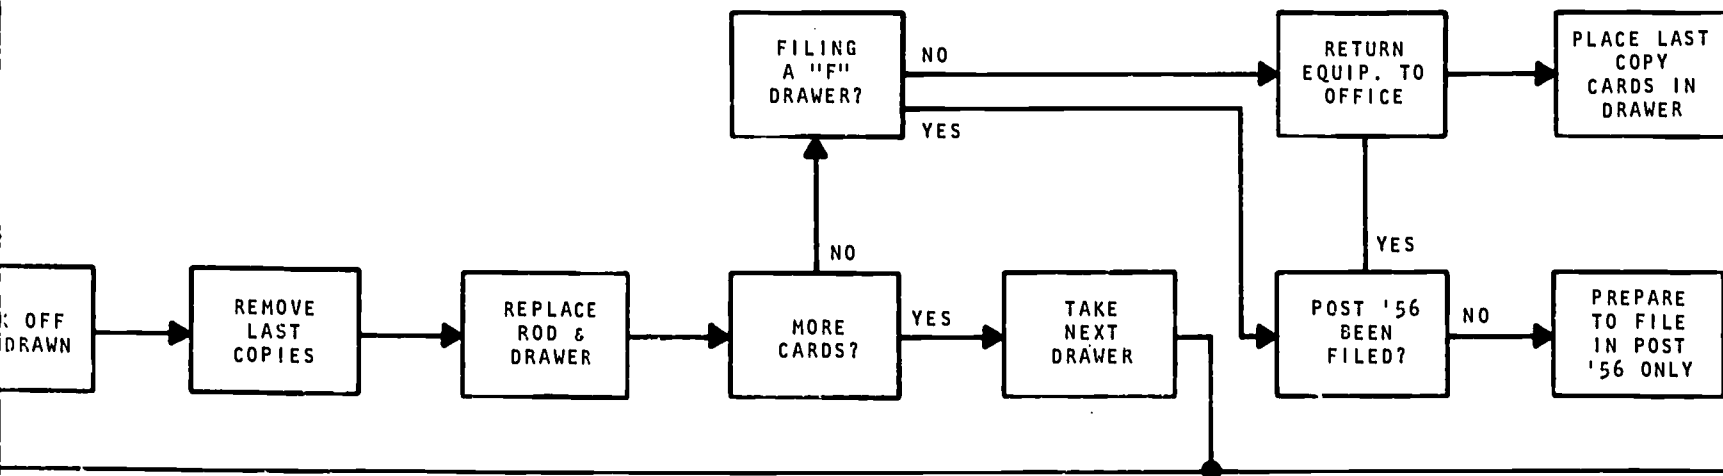 FILING
A "F"
DRAWER?
NO
YES
RETURN
EQUIP. TO
OFFICE
PLACE LAST
COPY
CARDS IN
DRAWER
NO
YES
OFF
REMOVE
LAST
COPIES
REPLACE
ROD &
DRAWER
MORE
CARDS?
YES
TAKE
NEXT
DRAWER
POST '56
BEEN
FILED?
NO
PREPARE
TO FILE
IN POST
'56 ONLY